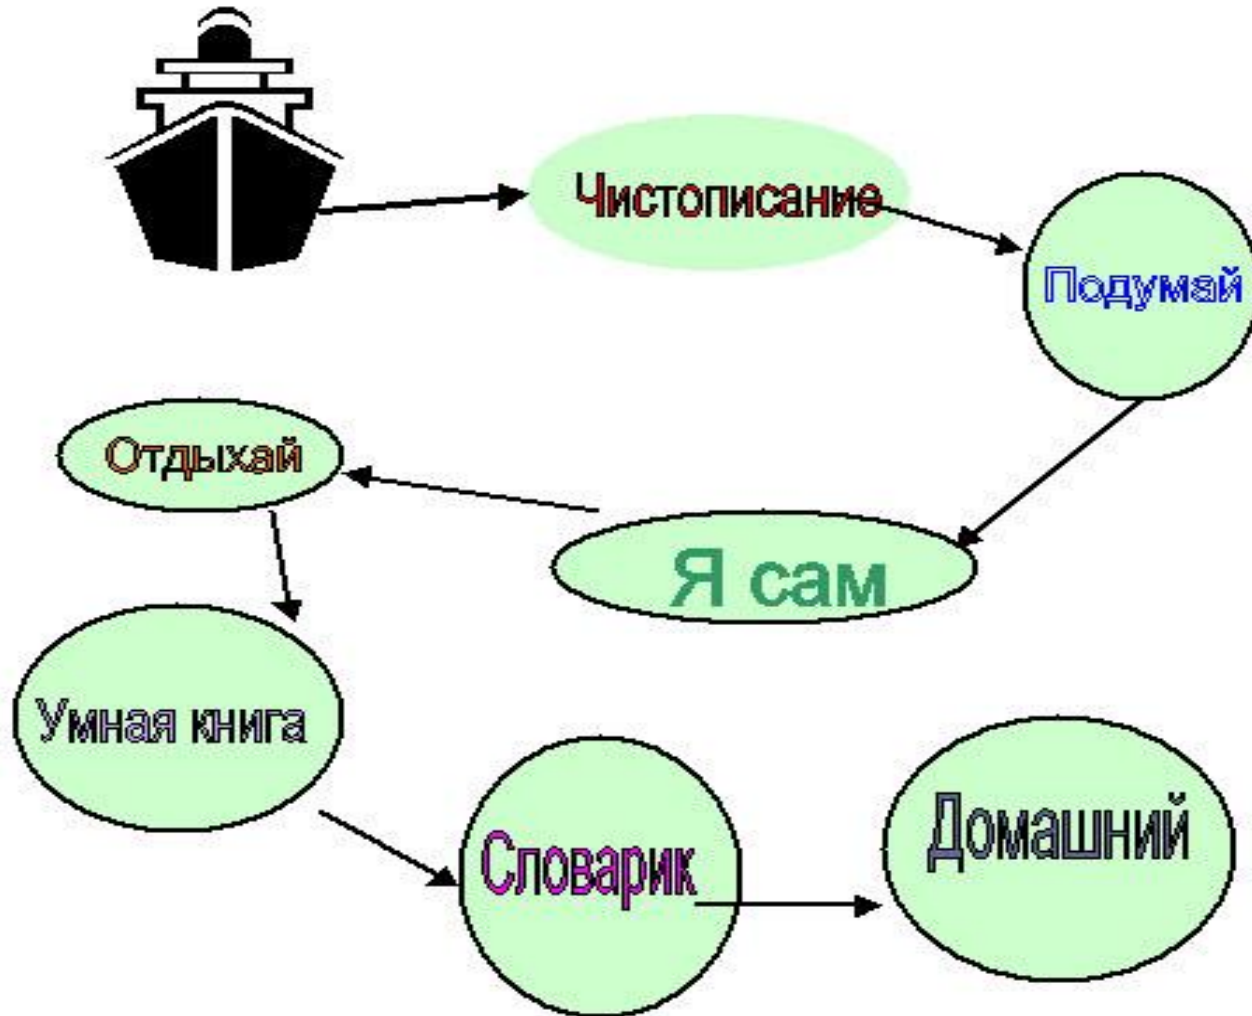 Чистописание
Подумай
Я сам
Отдыхай
Умная книга
Словарик
Домашний